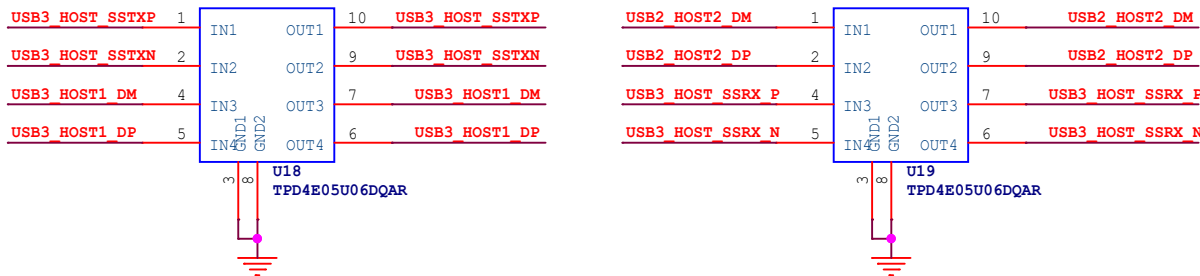 USB3_HOST_SSTXP 1 IN1 OUT1 10 USB3_HOST_SSTXP
USB3_HOST_SSTXN 2 IN2 OUT2 9 USB3_HOST_SSTXN
USB3_HOST1_DM 4 IN3 OUT3 7 USB3_HOST1_DM
USB3_HOST1_DP 5 IN4 GND1 GND2 OUT4 6 USB3_HOST1_DP
3 8
U18
TPD4E05U06DQAR
USB2_HOST2_DM 1 IN1 OUT1 10 USB2_HOST2_DM
USB2_HOST2_DP 2 IN2 OUT2 9 USB2_HOST2_DP
USB3_HOST_SSRX_P 4 IN3 OUT3 7 USB3_HOST_SSRX_P
USB3_HOST_SSRX_N 5 IN4 GND1 GND2 OUT4 6 USB3_HOST_SSRX_N
3 8
U19
TPD4E05U06DQAR